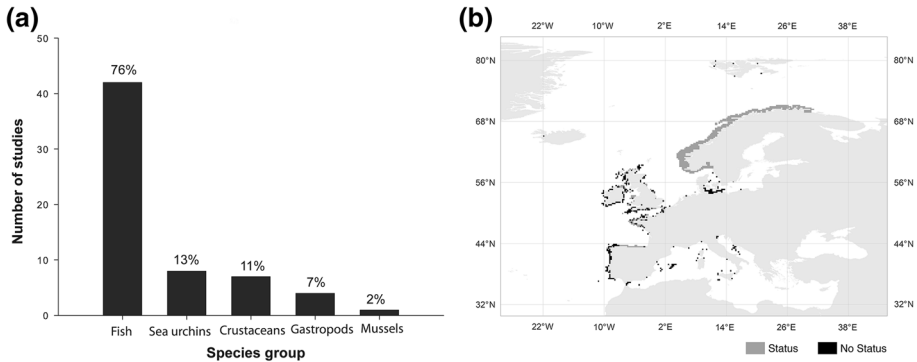 (a)
50
40
30
20
10
0
Number of studies
76%
13%
11%
7%
2%
Fish Sea urchins Crustaceans Gastropods Mussels
Species group
(b)
22°W 10°W 2°E 14°E 26°E 38°E
80°N 80°N
68°N 68°N
56°N 56°N
44°N 44°N
32°N 32°N
22°W 10°W 2°E 14°E 26°E 38°E
Status No Status